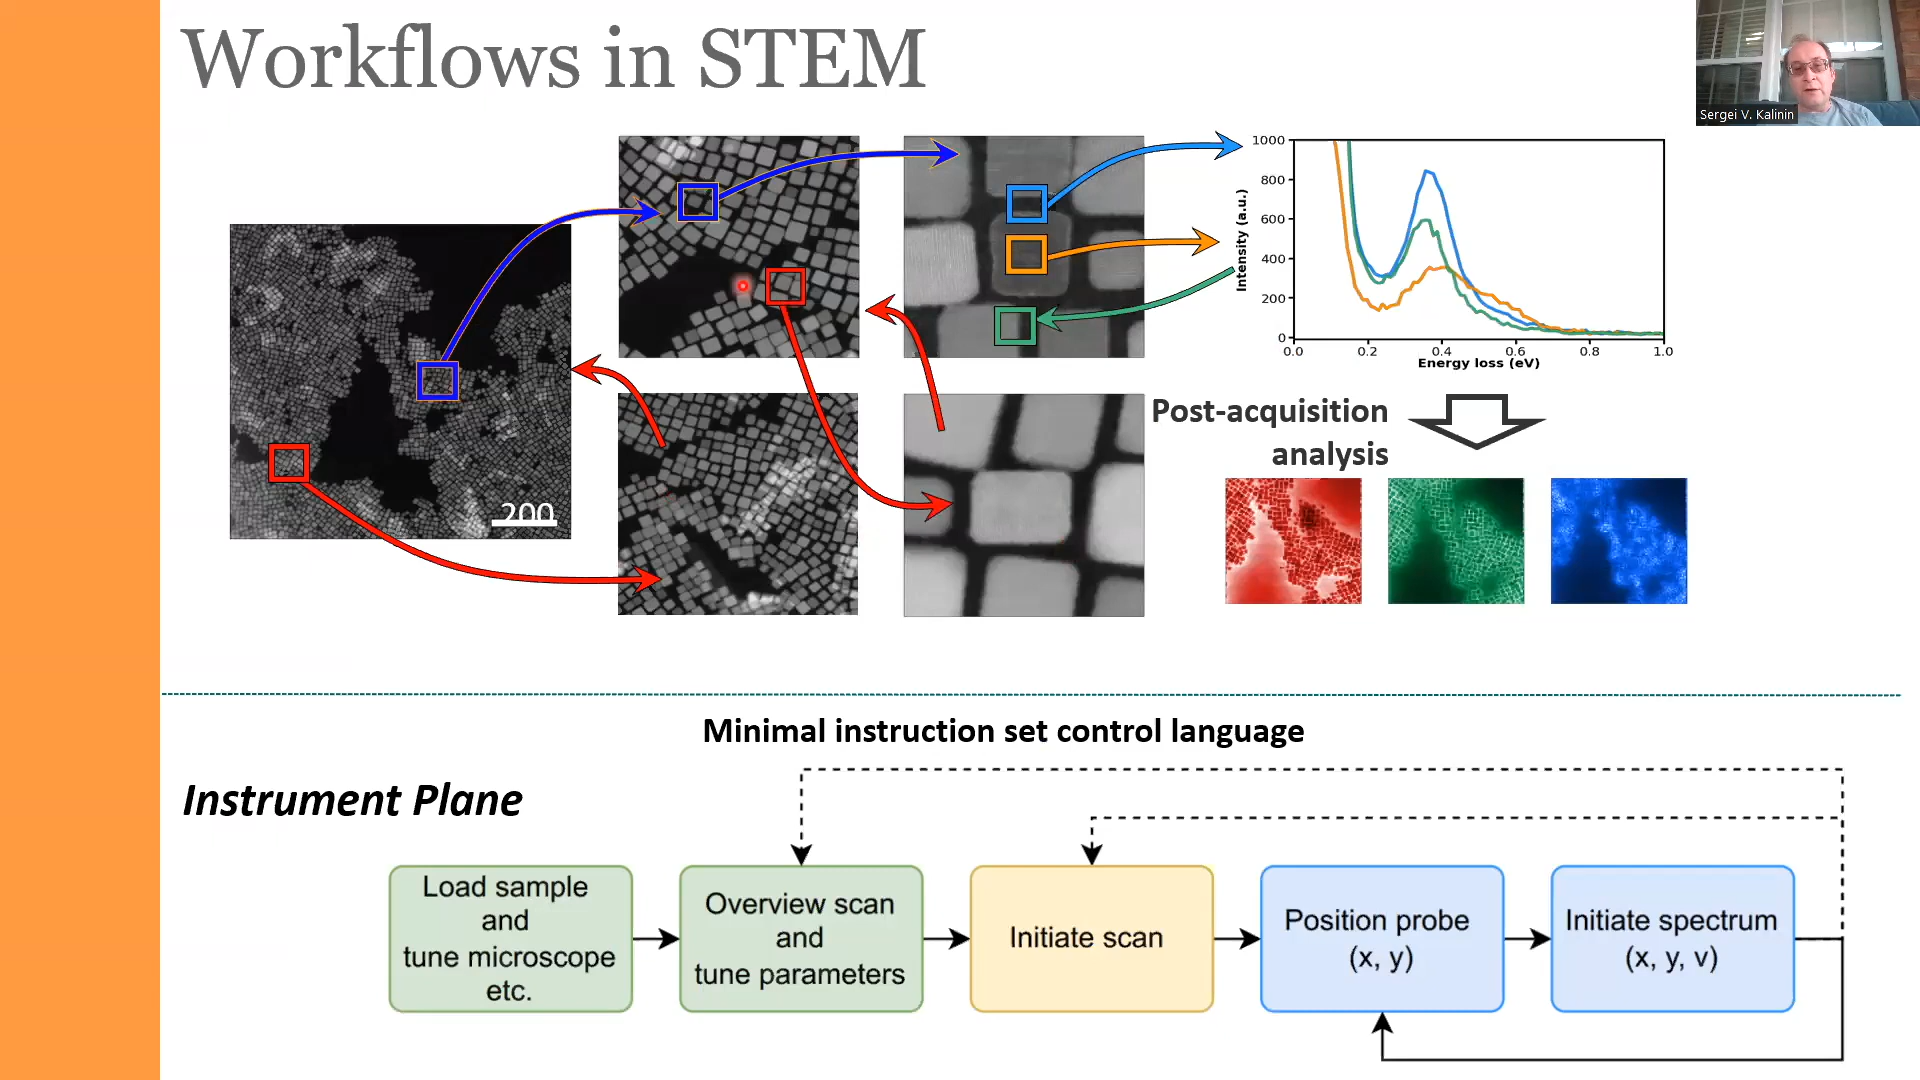 Workflows in STEM
Sergei V. Kalinin
200
1000
800
600
400
200
0
Intensity (a.u.)
0.0 0.2 0.4 0.6 0.8 1.0
Energy loss (eV)
Post-acquisition
analysis
Minimal instruction set control language
Instrument Plane
Load sample
and
tune microscope
etc.
Overview scan
and
tune parameters
Initiate scan
Position probe
(x, y)
Initiate spectrum
(x, y, v)